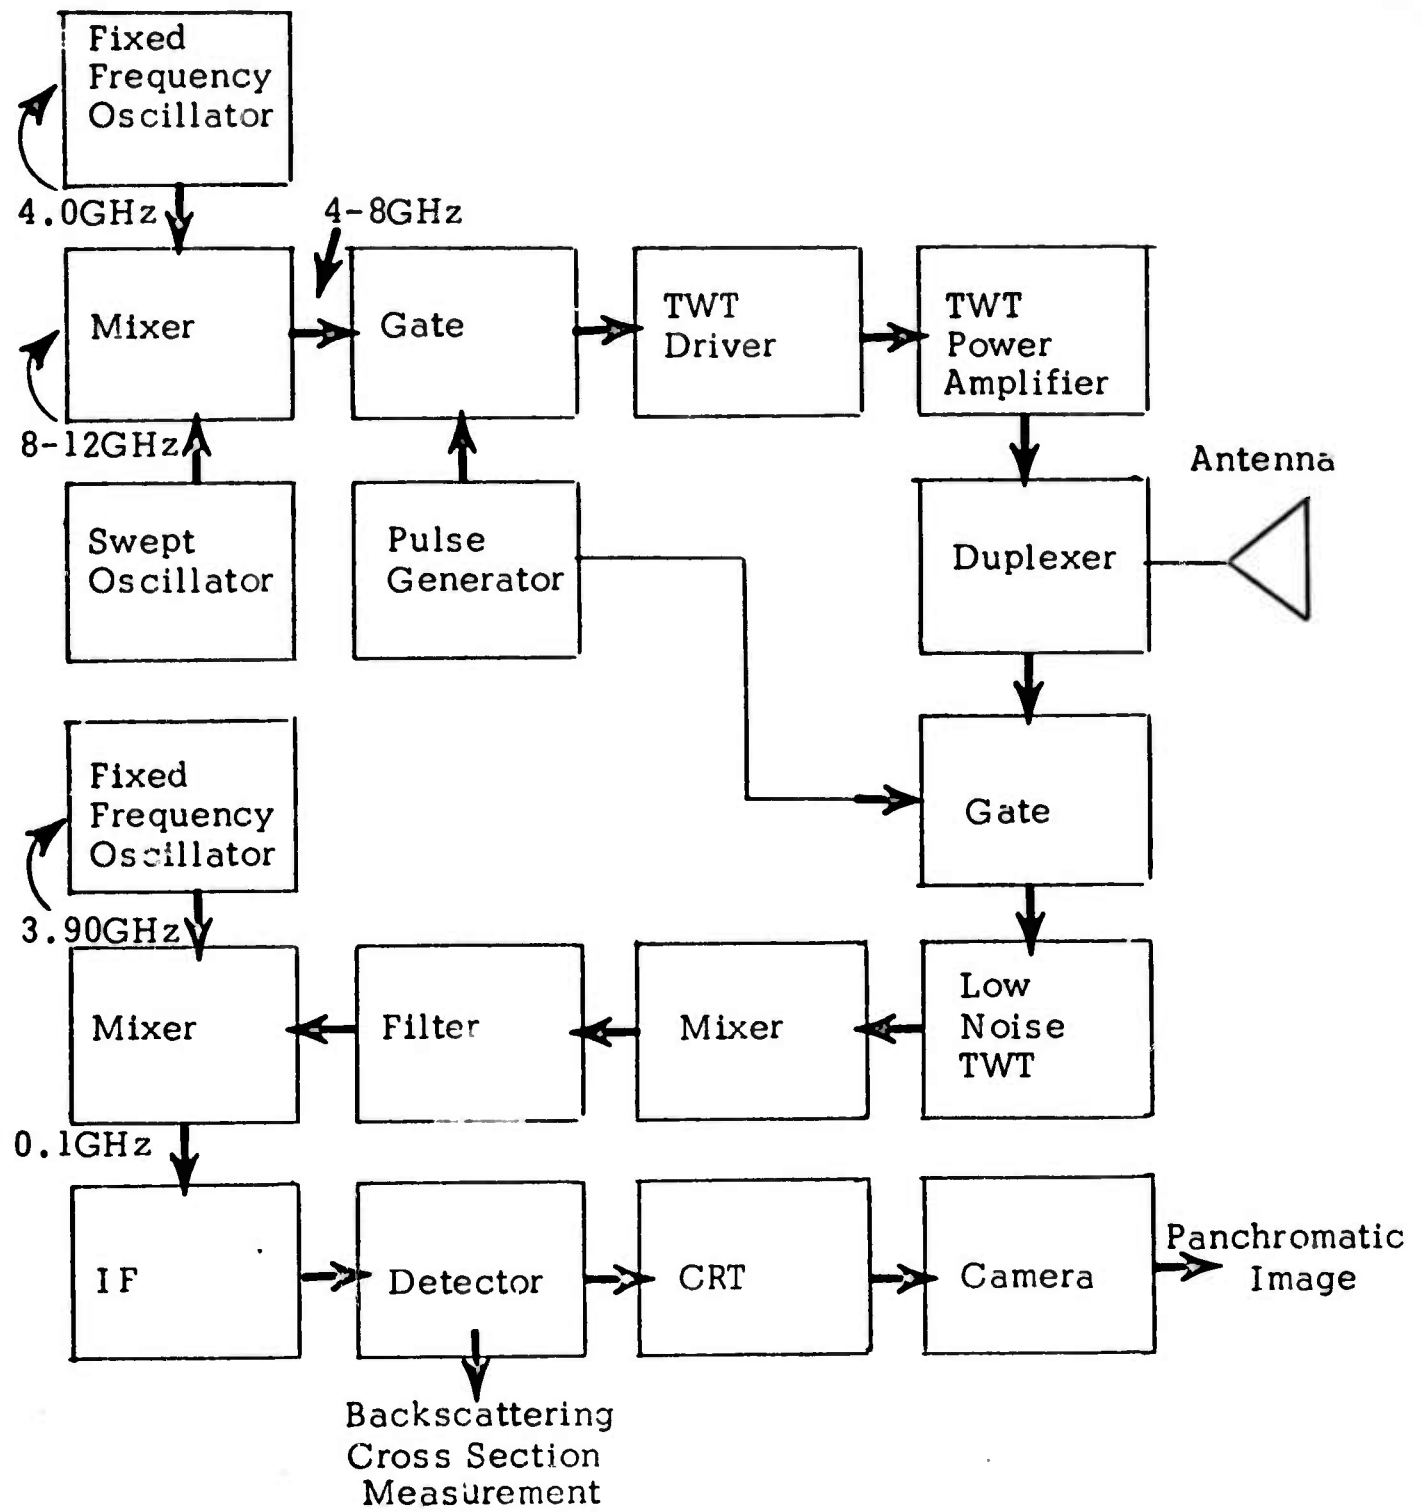 Fixed
Frequency
Oscillator
4.0GHz
4-8GHz
Mixer
Gate
TWT
Driver
TWT
Power
Amplifier
8-12GHz
Antenna
Swept
Oscillator
Pulse
Generator
Duplexer
Fixed
Frequency
Oscillator
Gate
3.90GHz
Mixer
Filter
Mixer
Low
Noise
TWT
0.1GHz
IF
Detector
CRT
Camera
Panchromatic
Image
Backscattering
Cross Section
Measurement